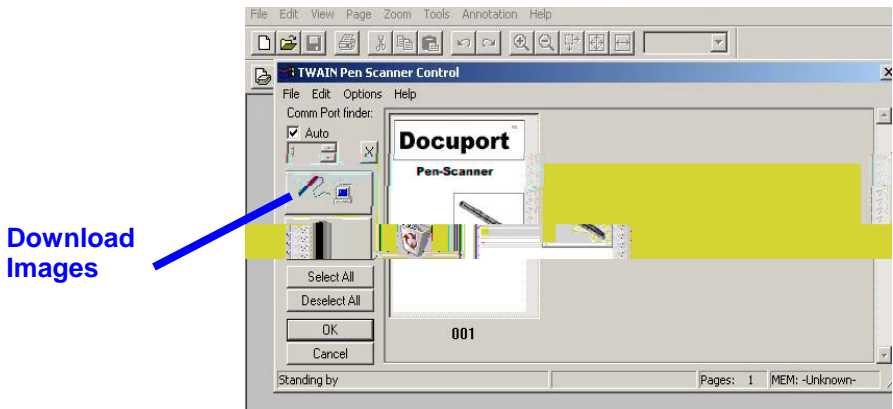 File Edit View Page Zoom Tools Annotation Help
TWAIN Pen Scanner Control
File Edit Options Help
Comm Port finder:
Auto
Docuport
Pen-Scanner
Download
Images
Select All
Deselect All
OK
Cancel
001
Standing by
Pages: 1 MEM: -Unknown-